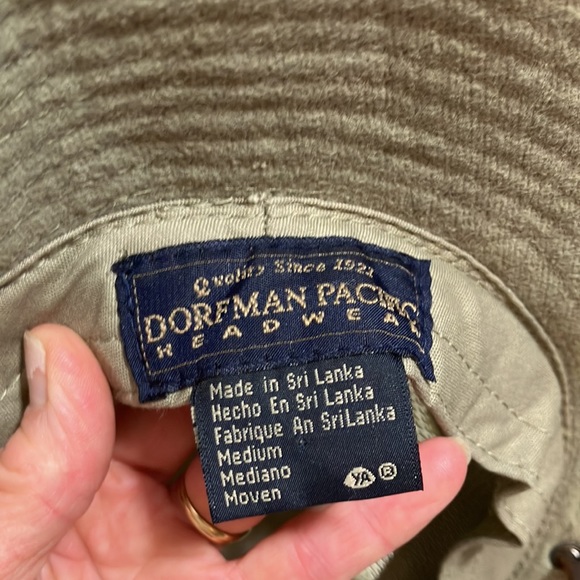 Quality Since 1921
DORFMAN PACIFIC
HEADWEAR
Made in Sri Lanka
Hecho En Sri Lanka
Fabrique An SriLanka
Medium
Mediano
Moven
YA ®